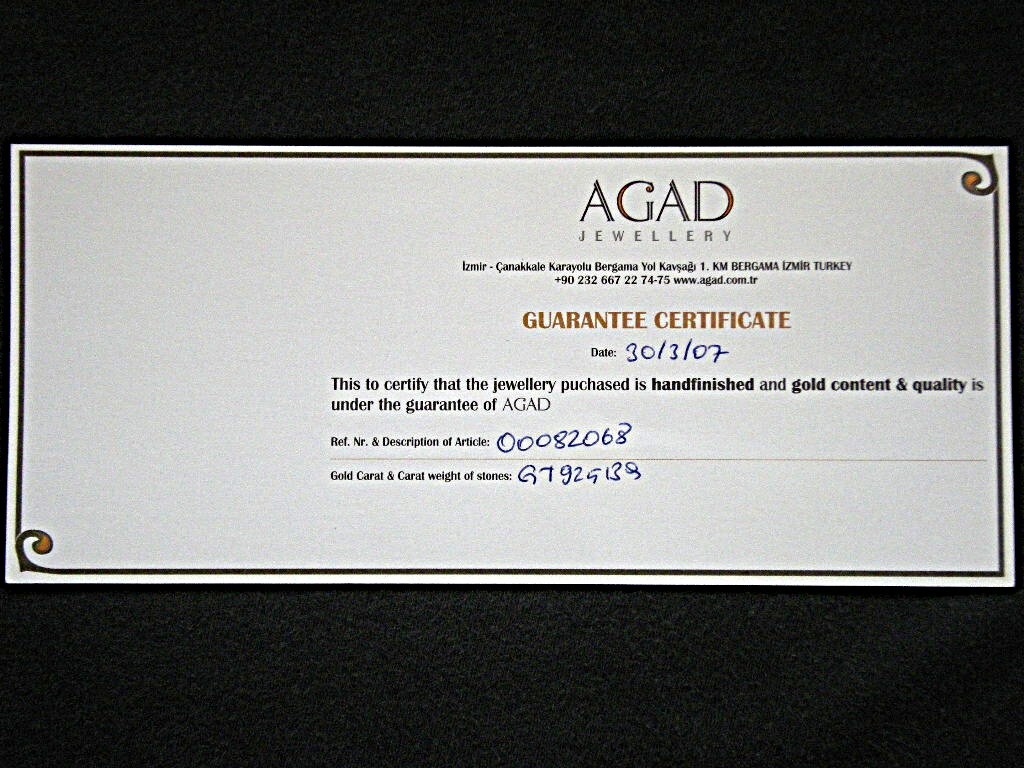 AGAD
JEWELLERY
İzmir - Çanakkale Karayolu Bergama Yol Kavşağı 1. KM BERGAMA İZMİR TURKEY
+90 232 667 22 74-75 www.agad.com.tr
GUARANTEE CERTIFICATE
Date: 30/3/07
This to certify that the jewellery puchased is handfinished and gold content & quality is
under the guarantee of AGAD
Ref. Nr. & Description of Article: 00082068
Gold Carat & Carat weight of stones: